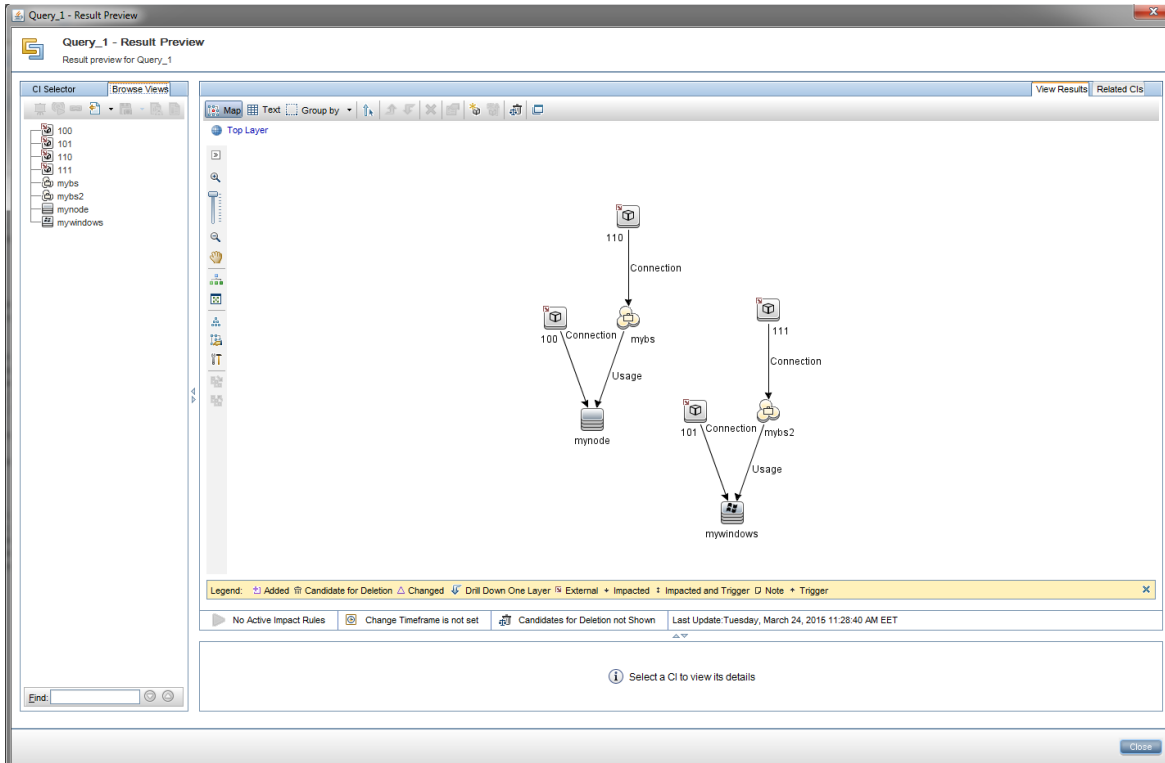 Query_1 - Result Preview
Query_1 - Result Preview
Result preview for Query_1
CI Selector Browse Views
100
101
110
111
mybs
mybs2
mynode
mywindows
Find:
View Results Related CIs
Map Text Group by
Top Layer
110
Connection
100 Connection mybs
Usage
mynode
111
Connection
101 Connection mybs2
Usage
mywindows
Legend: Added Candidate for Deletion Changed Drill Down One Layer External Impacted Impacted and Trigger Note Trigger
No Active Impact Rules Change Timeframe is not set Candidates for Deletion not Shown Last Update:Tuesday, March 24, 2015 11:28:40 AM EET
Select a CI to view its details
Close